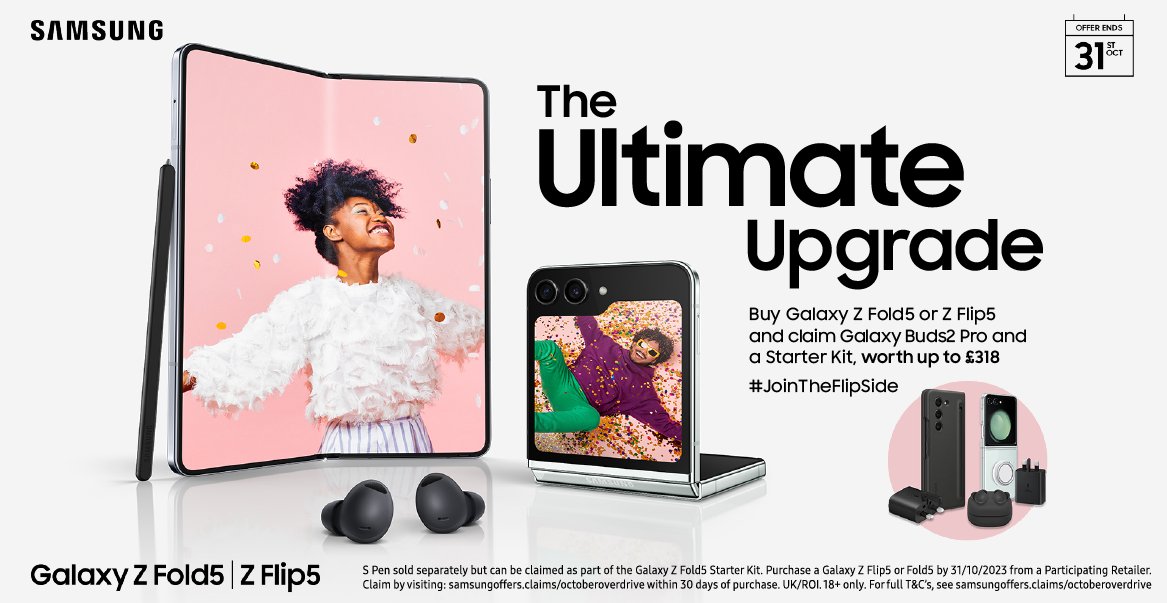 SAMSUNG
OFFER ENDS
31ST OCT
The
Ultimate
Upgrade
Buy Galaxy Z Fold5 or Z Flip5
and claim Galaxy Buds2 Pro and
a Starter Kit, worth up to £318
#JoinTheFlipSide
Galaxy Z Fold5 | Z Flip5
S Pen sold separately but can be claimed as part of the Galaxy Z Fold5 Starter Kit. Purchase a Galaxy Z Flip5 or Fold5 by 31/10/2023 from a Participating Retailer.
Claim by visiting: samsungoffers.claims/octoberoverdrive within 30 days of purchase. UK/ROI. 18+ only. For full T&C's, see samsungoffers.claims/octoberoverdrive